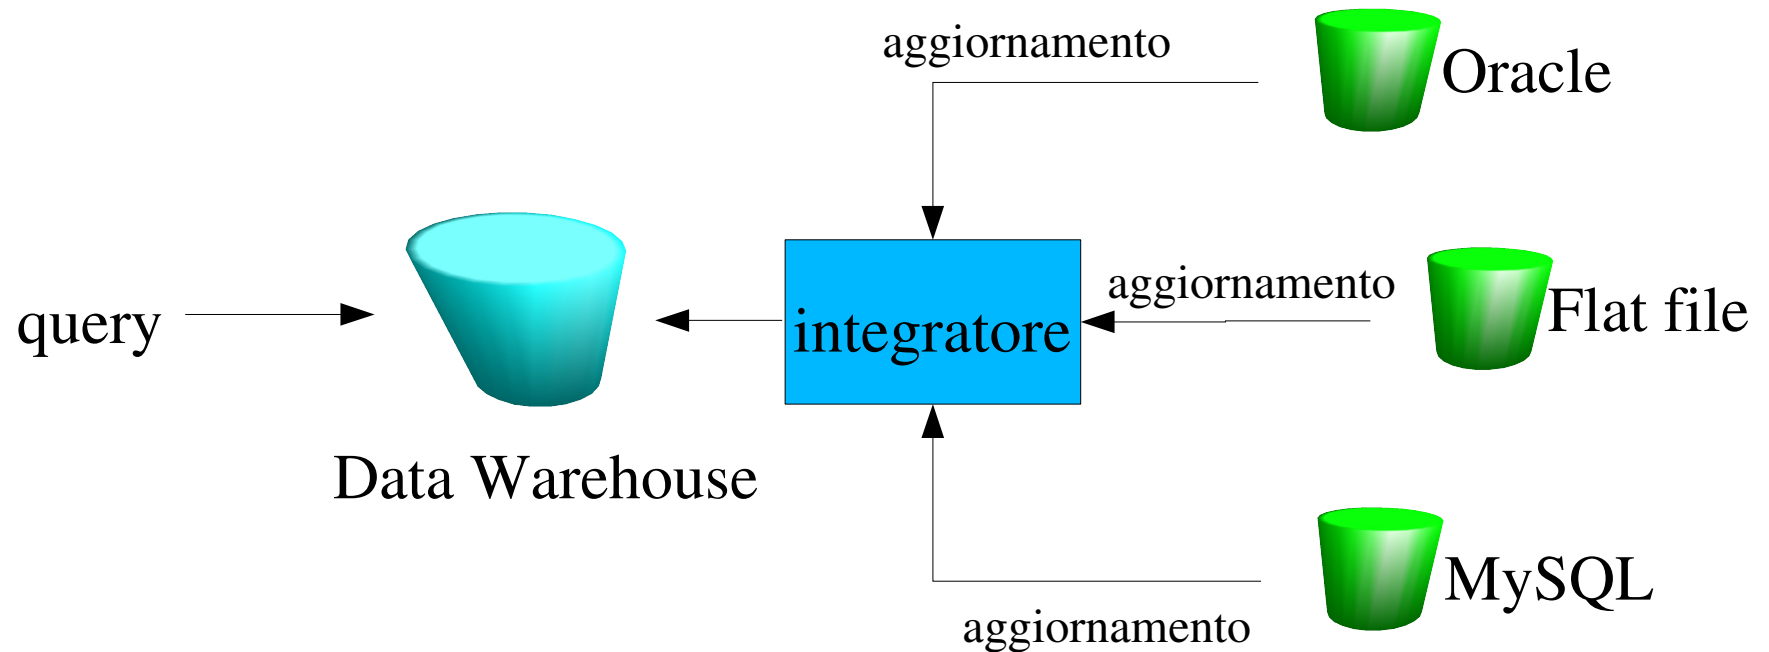 aggiornamento
Oracle
aggiornamento
Flat file
query
integratore
Data Warehouse
MySQL
aggiornamento